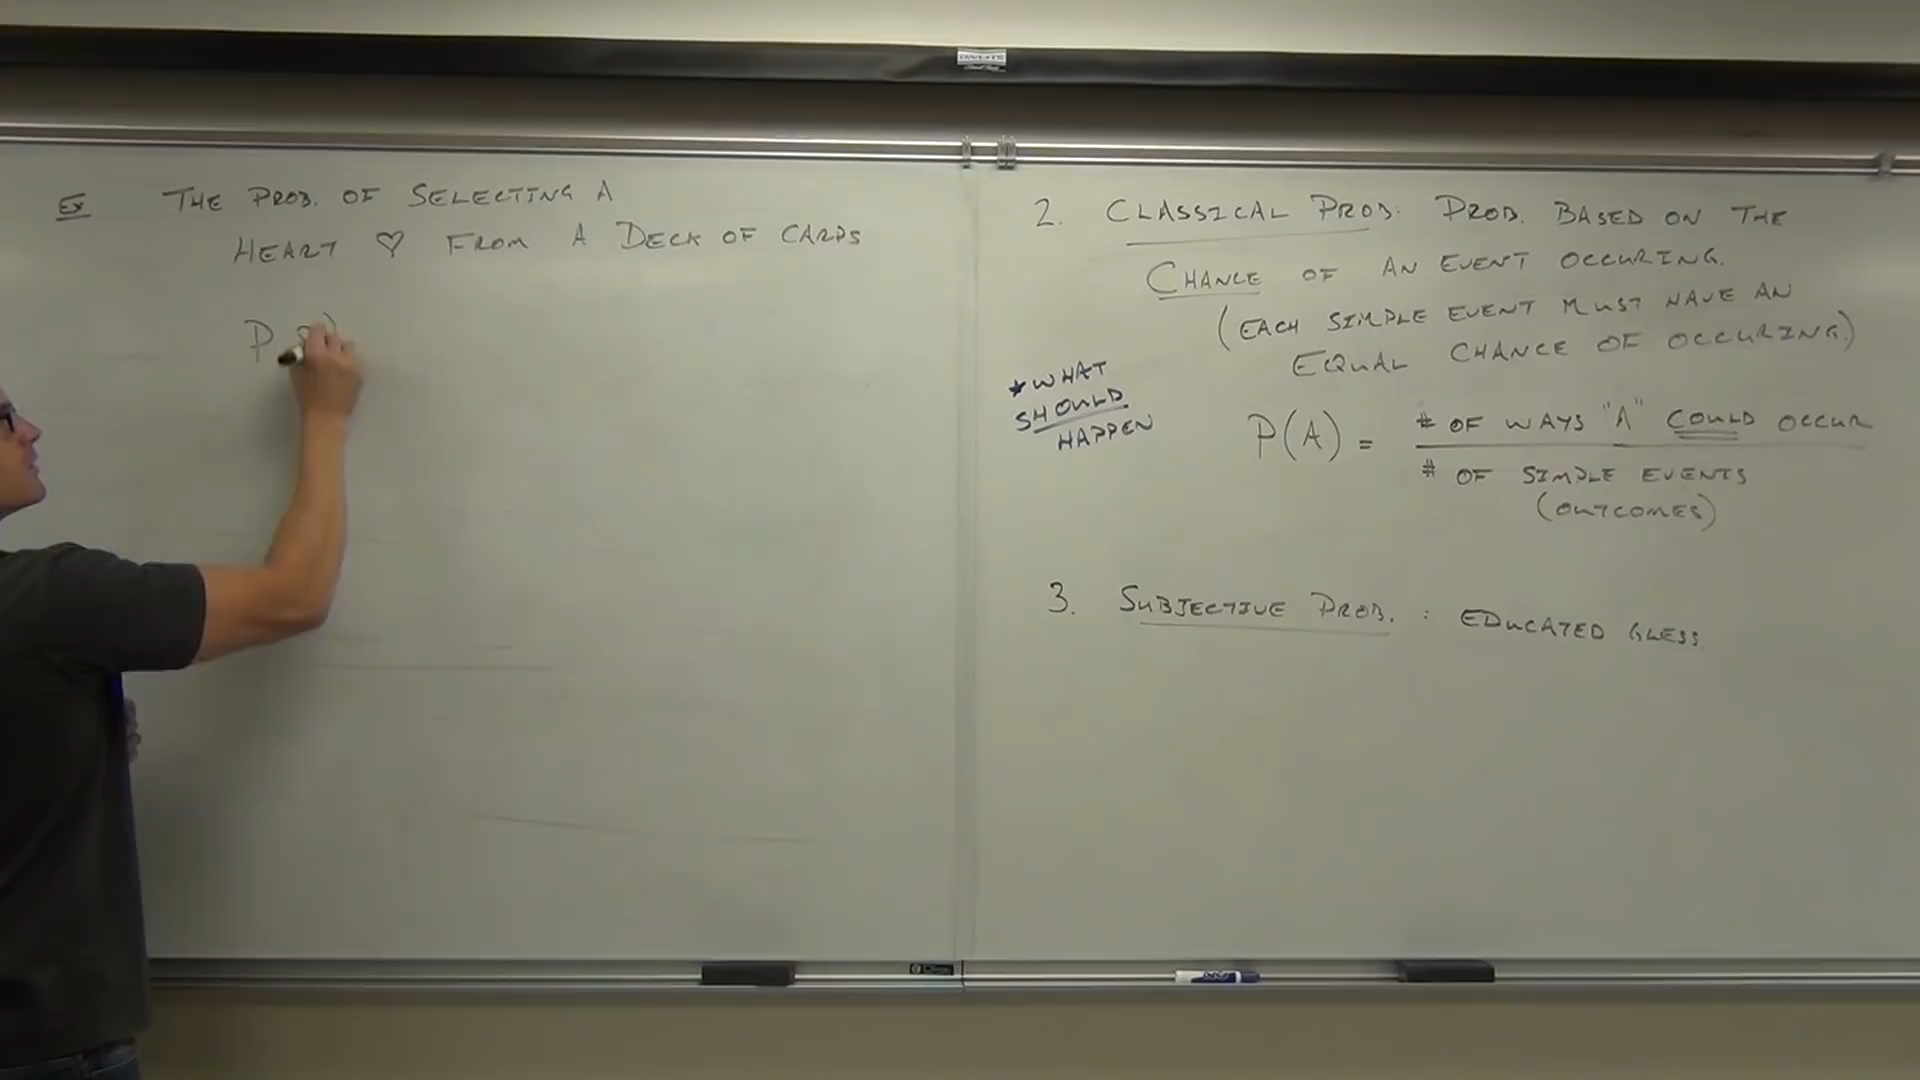 Ex THE PROB. OF SELECTING A
HEART ♡ FROM A DECK OF CARDS
P
2. CLASSICAL PROB: PROB. BASED ON THE
CHANCE OF AN EVENT OCCURING.
(EACH SIMPLE EVENT MUST HAVE AN
EQUAL CHANCE OF OCCURING.)
*WHAT
SHOULD
HAPPEN
P(A) = # OF WAYS "A" COULD OCCUR
# OF SIMPLE EVENTS
(OUTCOMES)
3. SUBJECTIVE PROB. : EDUCATED GUESS.
EXPO